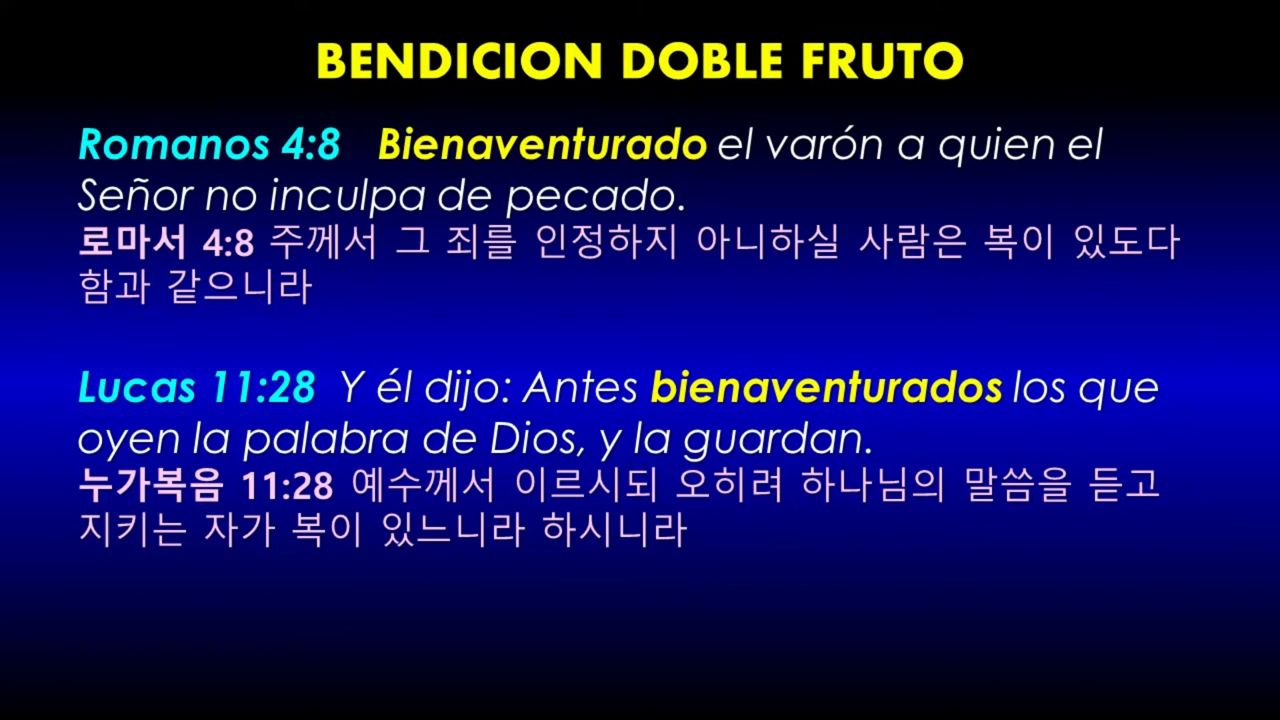 BENDICION DOBLE FRUTO
Romanos 4:8 Bienaventurado el varón a quien el
Señor no inculpa de pecado.
로마서 4:8 주께서 그 죄를 인정하지 아니하실 사람은 복이 있도다
함과 같으니라
Lucas 11:28 Y él dijo: Antes bienaventurados los que
oyen la palabra de Dios, y la guardan.
누가복음 11:28 예수께서 이르시되 오히려 하나님의 말씀을 듣고
지키는 자가 복이 있느니라 하시니라